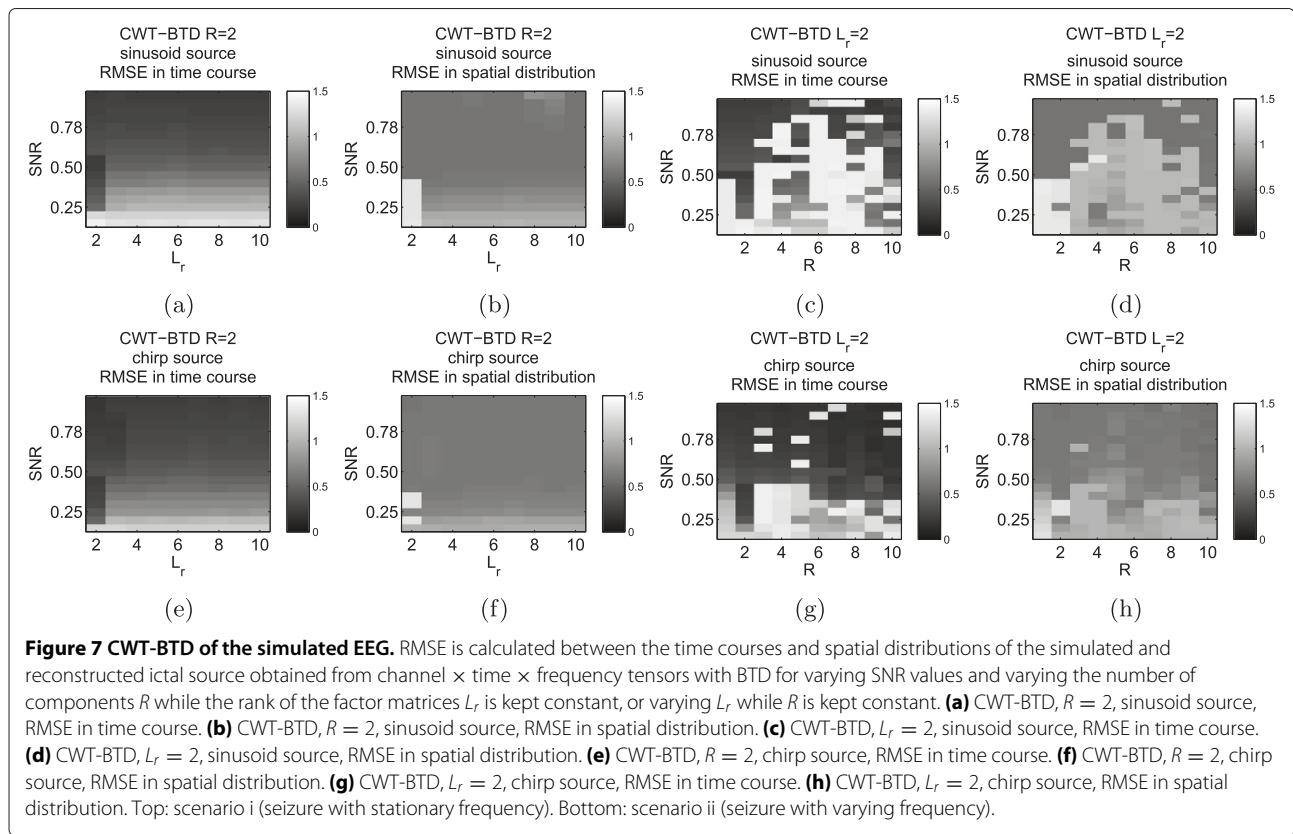 CWT−BTD R=2
sinusoid source
RMSE in time course
SNR
0.78
0.50
0.25
2 4 6 8 10
L_r
1.5
1
0.5
0
(a)
CWT−BTD R=2
sinusoid source
RMSE in spatial distribution
SNR
0.78
0.50
0.25
2 4 6 8 10
L_r
1.5
1
0.5
0
(b)
CWT−BTD L_r=2
sinusoid source
RMSE in time course
SNR
0.78
0.50
0.25
2 4 6 8 10
R
1.5
1
0.5
0
(c)
CWT−BTD L_r=2
sinusoid source
RMSE in spatial distribution
SNR
0.78
0.50
0.25
2 4 6 8 10
R
1.5
1
0.5
0
(d)
CWT−BTD R=2
chirp source
RMSE in time course
SNR
0.78
0.50
0.25
2 4 6 8 10
L_r
1.5
1
0.5
0
(e)
CWT−BTD R=2
chirp source
RMSE in spatial distribution
SNR
0.78
0.50
0.25
2 4 6 8 10
L_r
1.5
1
0.5
0
(f)
CWT−BTD L_r=2
chirp source
RMSE in time course
SNR
0.78
0.50
0.25
2 4 6 8 10
R
1.5
1
0.5
0
(g)
CWT−BTD L_r=2
chirp source
RMSE in spatial distribution
SNR
0.78
0.50
0.25
2 4 6 8 10
R
1.5
1
0.5
0
(h)
Figure 7 CWT-BTD of the simulated EEG. RMSE is calculated between the time courses and spatial distributions of the simulated and
reconstructed ictal source obtained from channel × time × frequency tensors with BTD for varying SNR values and varying the number of
components R while the rank of the factor matrices L_r is kept constant, or varying L_r while R is kept constant. (a) CWT-BTD, R = 2, sinusoid source,
RMSE in time course. (b) CWT-BTD, R = 2, sinusoid source, RMSE in spatial distribution. (c) CWT-BTD, L_r = 2, sinusoid source, RMSE in time course.
(d) CWT-BTD, L_r = 2, sinusoid source, RMSE in spatial distribution. (e) CWT-BTD, R = 2, chirp source, RMSE in time course. (f) CWT-BTD, R = 2, chirp
source, RMSE in spatial distribution. (g) CWT-BTD, L_r = 2, chirp source, RMSE in time course. (h) CWT-BTD, L_r = 2, chirp source, RMSE in spatial
distribution. Top: scenario i (seizure with stationary frequency). Bottom: scenario ii (seizure with varying frequency).